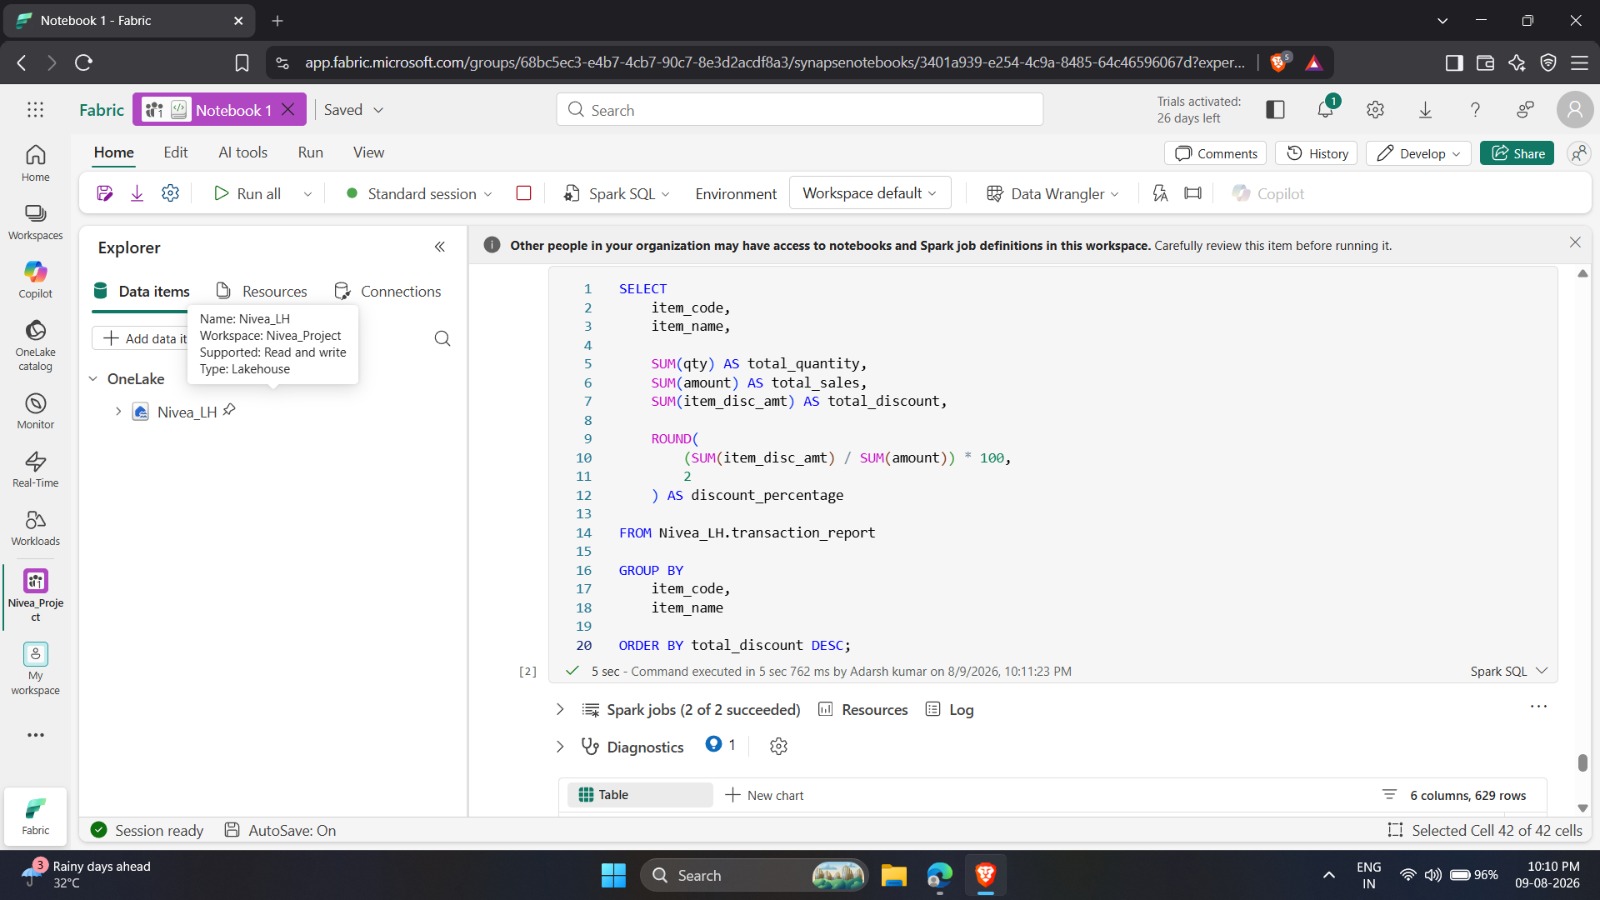 Notebook 1 - Fabric
app.fabric.microsoft.com/groups/68bc5ec3-e4b7-4cb7-90c7-8e3d2acdf8a3/synapsenotebooks/3401a939-e254-4c9a-8485-64c46596067d?exper...
5
Fabric
Notebook 1
Saved
Search
Trials activated:
26 days left
1
Home
Edit
AI tools
Run
View
Comments
History
Develop
Share
Run all
Standard session
Spark SQL
Environment
Workspace default
Data Wrangler
Copilot
Home
Workspaces
Copilot
OneLake
catalog
Monitor
Real-Time
Workloads
Nivea_Proje
ct
My
workspace
Fabric
Explorer
Data items
Resources
Connections
Add data it
Name: Nivea_LH
Workspace: Nivea_Project
Supported: Read and write
Type: Lakehouse
OneLake
Nivea_LH
Other people in your organization may have access to notebooks and Spark job definitions in this workspace. Carefully review this item before running it.
1 SELECT
2 item_code,
3 item_name,
4
5 SUM(qty) AS total_quantity,
6 SUM(amount) AS total_sales,
7 SUM(item_disc_amt) AS total_discount,
8
9 ROUND(
10 (SUM(item_disc_amt) / SUM(amount)) * 100,
11 2
12 ) AS discount_percentage
13
14 FROM Nivea_LH.transaction_report
15
16 GROUP BY
17 item_code,
18 item_name
19
20 ORDER BY total_discount DESC;
[2] 5 sec - Command executed in 5 sec 762 ms by Adarsh kumar on 8/9/2026, 10:11:23 PM
Spark SQL
Spark jobs (2 of 2 succeeded)
Resources
Log
Diagnostics
1
Table
New chart
6 columns, 629 rows
Session ready
AutoSave: On
Selected Cell 42 of 42 cells
3
Rainy days ahead
32°C
Search
ENG
IN
96%
10:10 PM
09-08-2026